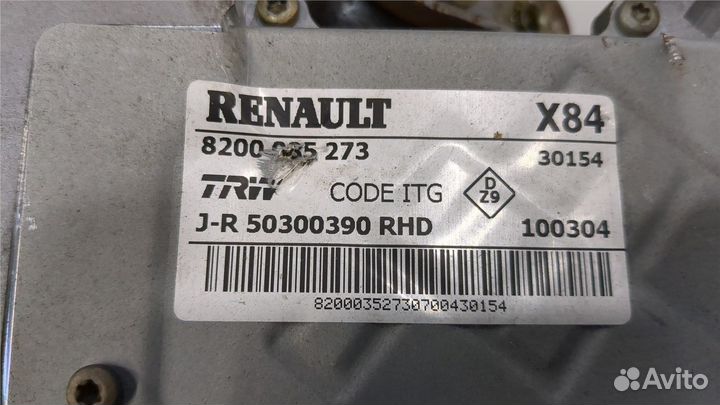 RENAULT X84
8200 035 273 30154
TRW CODE ITG D Z9
J-R 50300390 RHD 100304
82000352730700430154
Avito